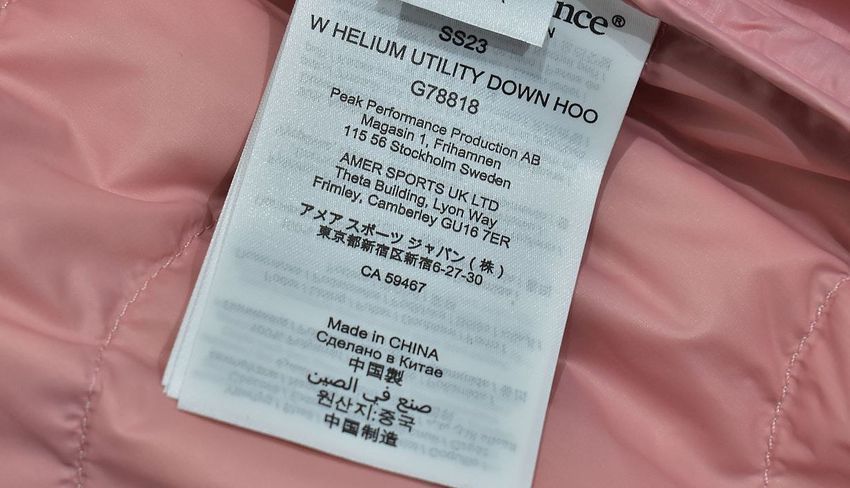 nce®
SS23
W HELIUM UTILITY DOWN HOO
G78818
Peak Performance Production AB
Magasin 1, Frihamnen
115 56 Stockholm Sweden
AMER SPORTS UK LTD
Theta Building, Lyon Way
Frimley, Camberley GU16 7ER
アメア スポーツ ジャパン ( 株 )
東京都新宿区新宿6-27-30
CA 59467
Made in CHINA
Сделано в Китае
中国製
صنع في الصين
원산지:중국
中国制造